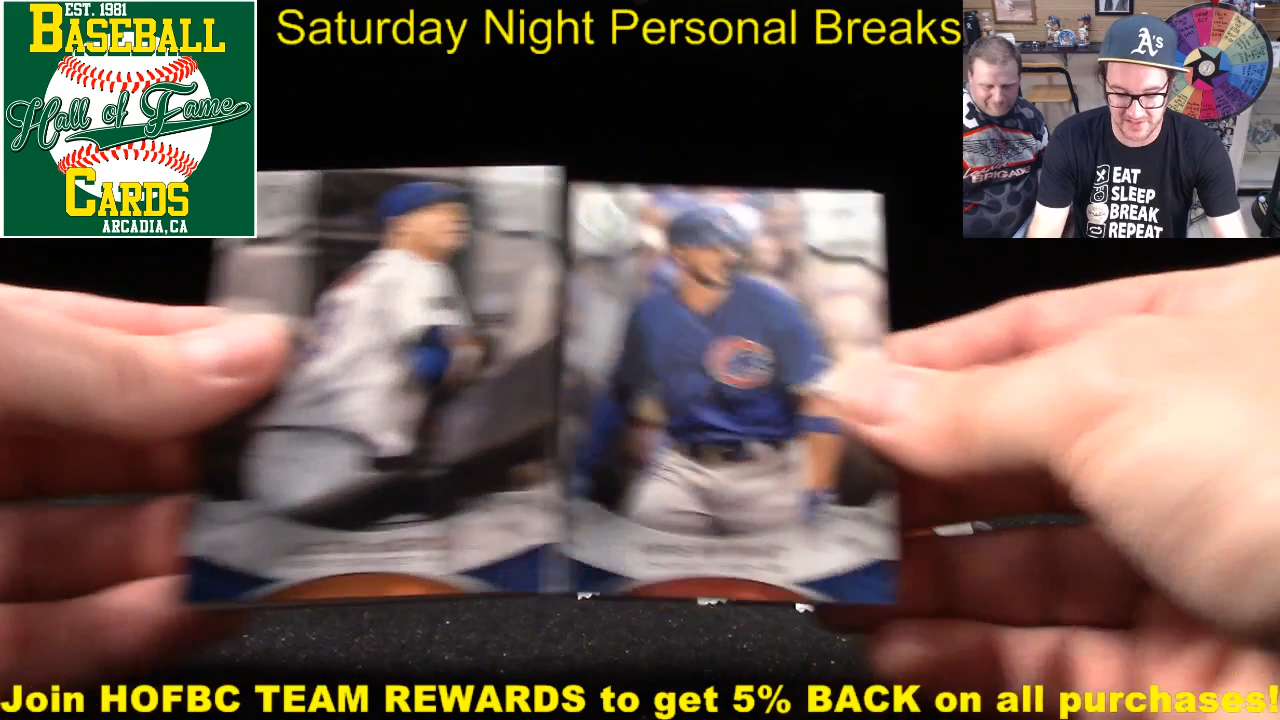 EST. 1981
BASEBALL
Hall of Fame
CARDS
ARCADIA, CA
Saturday Night Personal Breaks
A's
EAT
SLEEP
BREAK
REPEAT
BRIGADE
Join HOFBC TEAM REWARDS to get 5% BACK on all purchases!